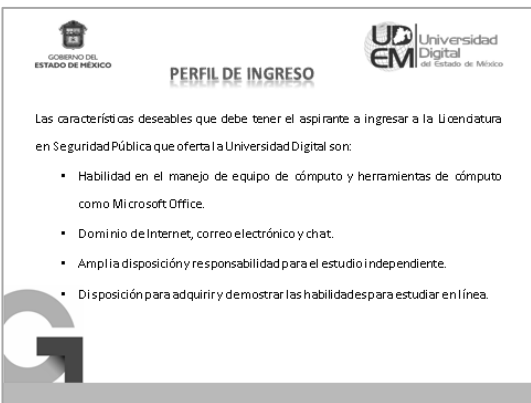 GOBIERNO DEL
ESTADO DE MÉXICO
UDEM
Universidad
Digital
del Estado de México
PERFIL DE INGRESO
Las características deseables que debe tener el aspirante a ingresar a la Licenciatura
en Seguridad Pública que oferta la Universidad Digital son:
• Habilidad en el manejo de equipo de cómputo y herramientas de cómputo
como Microsoft Office.
• Dominio de Internet, correo electrónico y chat.
• Amplia disposición y responsabilidad para el estudio independiente.
• Disposición para adquirir y demostrar las habilidades para estudiar en línea.